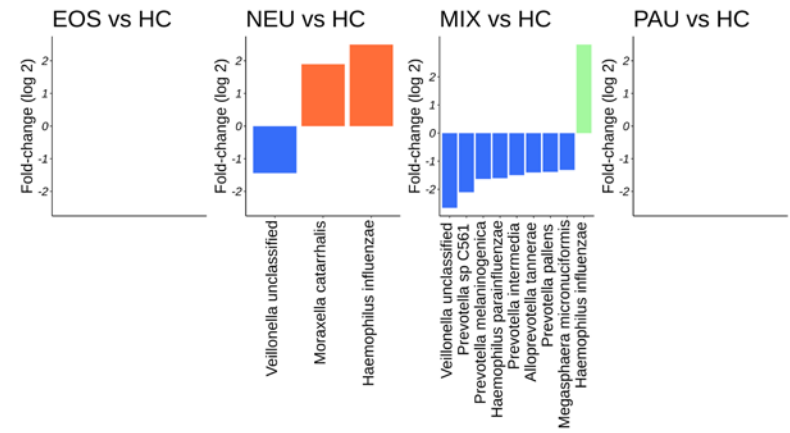 EOS vs HC
Fold-change (log 2)
2
1
0
-1
-2
NEU vs HC
Fold-change (log 2)
2
1
0
-1
-2
Veillonella unclassified
Moraxella catarrhalis
Haemophilus influenzae
MIX vs HC
Fold-change (log 2)
2
1
0
-1
-2
Veillonella unclassified
Prevotella sp C561
Prevotella melaninogenica
Haemophilus parainfluenzae
Prevotella intermedia
Alloprevotella tannerae
Prevotella pallens
Megasphaera micronuciformis
Haemophilus influenzae
PAU vs HC
Fold-change (log 2)
2
1
0
-1
-2